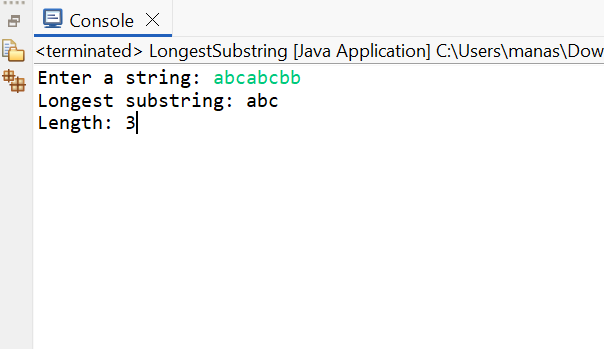 Console
<terminated> LongestSubstring [Java Application] C:\Users\manas\Dow
Enter a string: abcabcbb
Longest substring: abc
Length: 3